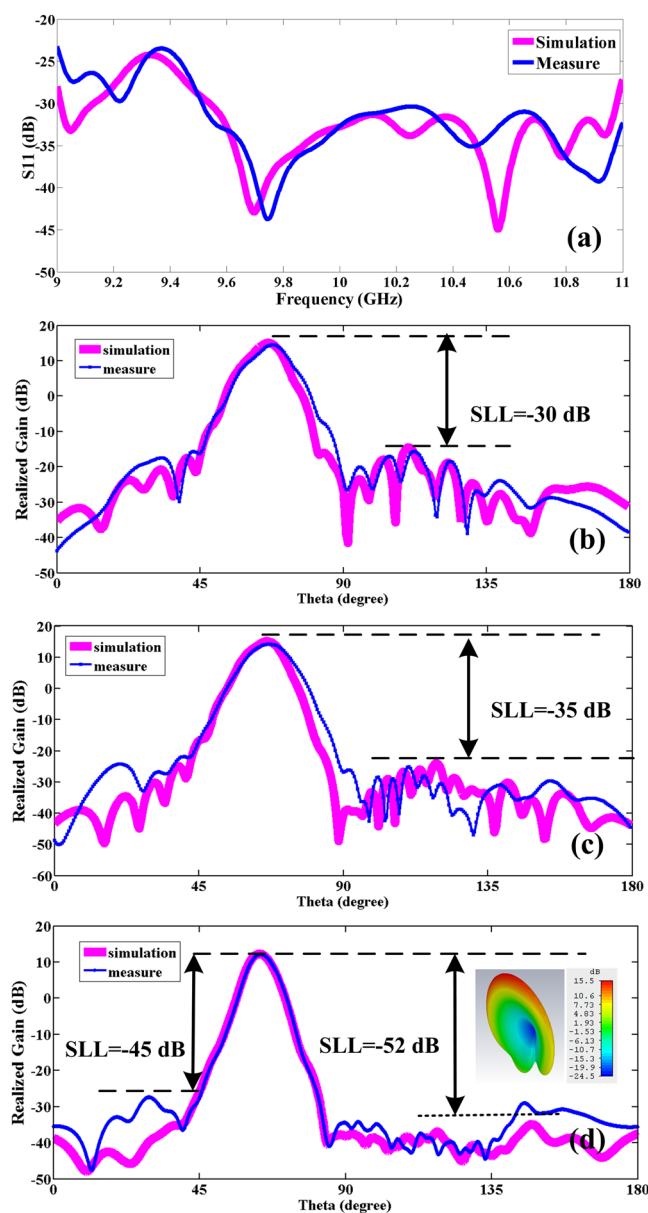 -20
-25
-30
-35
-40
-45
-50
S11 (dB)
Simulation
Measure
(a)
9 9.2 9.4 9.6 9.8 10 10.2 10.4 10.6 10.8 11
Frequency (GHz)
20
10
0
-10
-20
-30
-40
-50
Realized Gain (dB)
simulation
measure
SLL=-30 dB
(b)
0 45 90 135 180
Theta (degree)
20
10
0
-10
-20
-30
-40
-50
-60
Realized Gain (dB)
simulation
measure
SLL=-35 dB
(c)
0 45 90 135 180
Theta (degree)
20
10
0
-10
-20
-30
-40
-50
Realized Gain (dB)
simulation
measure
SLL=-45 dB
SLL=-52 dB
dB
15.5
10.6
7.73
4.83
1.93
-1.53
-6.13
-10.7
-15.3
-19.9
-24.5
(d)
0 45 90 135 180
Theta (degree)